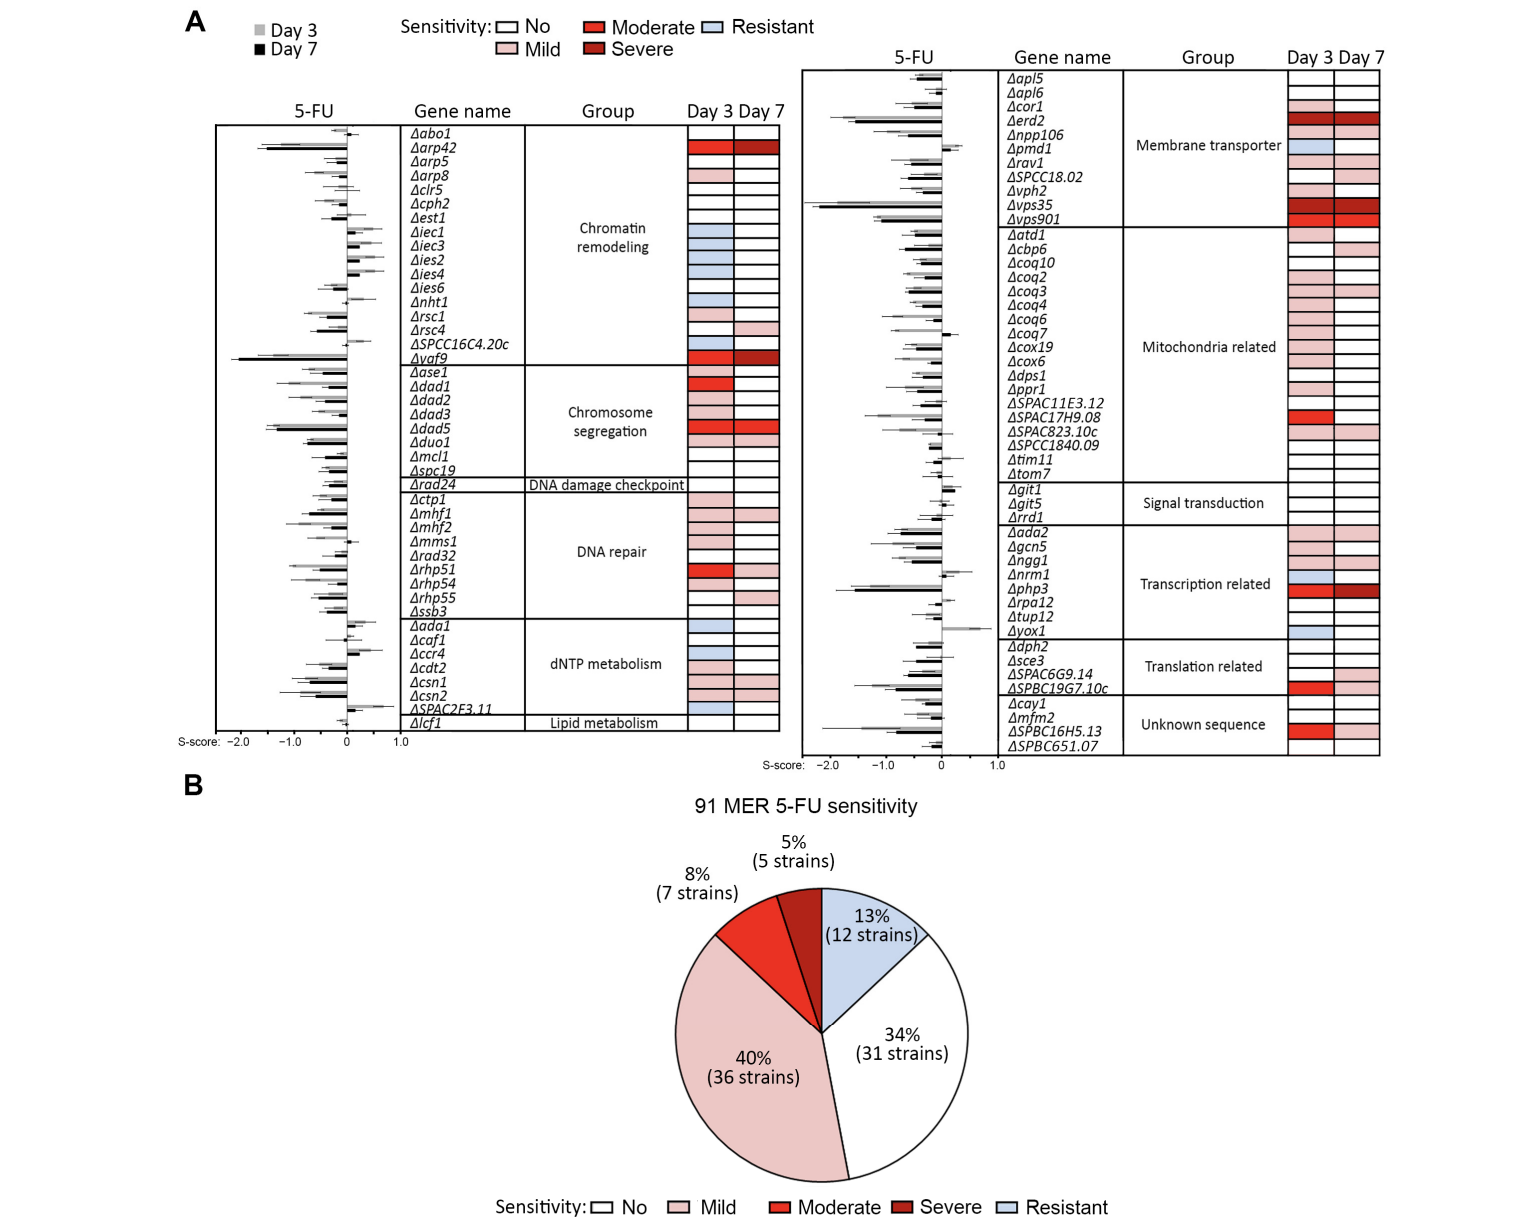 A
Day 3
Day 7
Sensitivity: No Moderate Resistant
Mild Severe
5-FU Gene name Group Day 3 Day 7
Δabo1
Δarp42
Δarp5
Δarp8
Δclr5
Δcph2
Δest1
Δiec1
Δiec3
Δies2
Δies4
Δies6
Δnht1
Δrsc1
Δrsc4
ΔSPCC16C4.20c
Δyaf9
Chromatin
remodeling
Δase1
Δdad1
Δdad2
Δdad3
Δdad5
Δduo1
Δmcl1
Δspc19
Chromosome
segregation
Δrad24
DNA damage checkpoint
Δctp1
Δmhf1
Δmhf2
Δmms1
Δrad32
Δrhp51
Δrhp54
Δrhp55
Δssb3
DNA repair
Δada1
Δcaf1
Δccr4
Δcdt2
Δcsn1
Δcsn2
ΔSPAC2F3.11
dNTP metabolism
Δlcf1
Lipid metabolism
S-score: −2.0 −1.0 0 1.0
5-FU Gene name Group Day 3 Day 7
Δapl5
Δapl6
Δcor1
Δerd2
Δnpp106
Δpmd1
Δrav1
ΔSPCC18.02
Δvph2
Δvps35
Δvps901
Membrane transporter
Δatd1
Δcbp6
Δcoq10
Δcoq2
Δcoq3
Δcoq4
Δcoq6
Δcoq7
Δcox19
Δcox6
Δdps1
Δppr1
ΔSPAC11E3.12
ΔSPAC17H9.08
ΔSPAC823.10c
ΔSPCC1840.09
Δtim11
Δtom7
Mitochondria related
Δgit1
Δgit5
Δrrd1
Signal transduction
Δada2
Δgcn5
Δngg1
Δnrm1
Δphp3
Δrpa12
Δtup12
Δyox1
Transcription related
Δdph2
Δsce3
ΔSPAC6G9.14
ΔSPBC19G7.10c
Translation related
Δcay1
Δmfm2
ΔSPBC16H5.13
ΔSPBC651.07
Unknown sequence
S-score: −2.0 −1.0 0 1.0
B
91 MER 5-FU sensitivity
5%
(5 strains)
8%
(7 strains)
13%
(12 strains)
34%
(31 strains)
40%
(36 strains)
Sensitivity: No Mild Moderate Severe Resistant